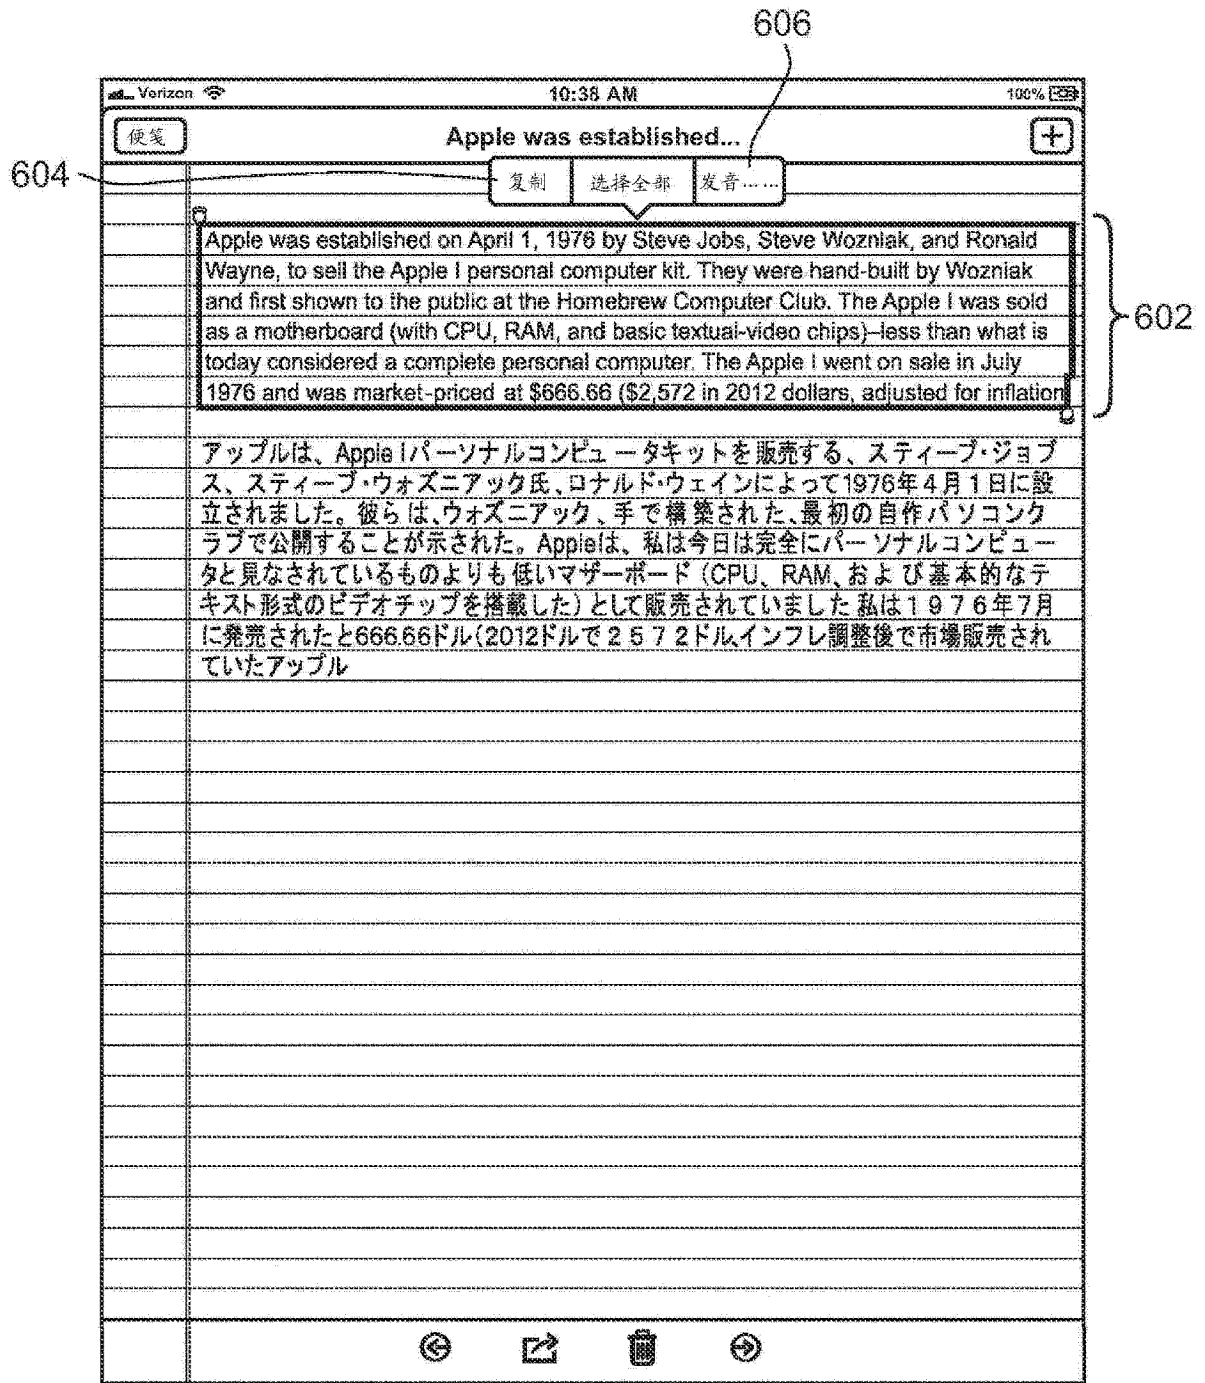 606
Verizon 10:38 AM 100%
便笺 Apple was established... +
604
复制 选择全部 发音……
Apple was established on April 1, 1976 by Steve Jobs, Steve Wozniak, and Ronald
Wayne, to sell the Apple I personal computer kit. They were hand-built by Wozniak
and first shown to the public at the Homebrew Computer Club. The Apple I was sold
as a motherboard (with CPU, RAM, and basic textual-video chips)–less than what is
today considered a complete personal computer. The Apple I went on sale in July
1976 and was market-priced at $666.66 ($2,572 in 2012 dollars, adjusted for inflation
602
アップルは、Apple Iパーソナルコンピュータキットを販売する、スティーブ・ジョブ
ス、スティーブ・ウォズニアック氏、ロナルド・ウェインによって1976年4月1日に設
立されました。彼らは、ウォズニアック、手で構築された、最初の自作パソコンク
ラブで公開することが示された。Appleは、私は今日は完全にパーソナルコンピュー
タと見なされているものよりも低いマザーボード（CPU、RAM、および基本的なテ
キスト形式のビデオチップを搭載した）として販売されていました 私は1976年7月
に発売されたと666.66ドル（2012ドルで2572ドル、インフレ調整後で市場販売され
ていたアップル